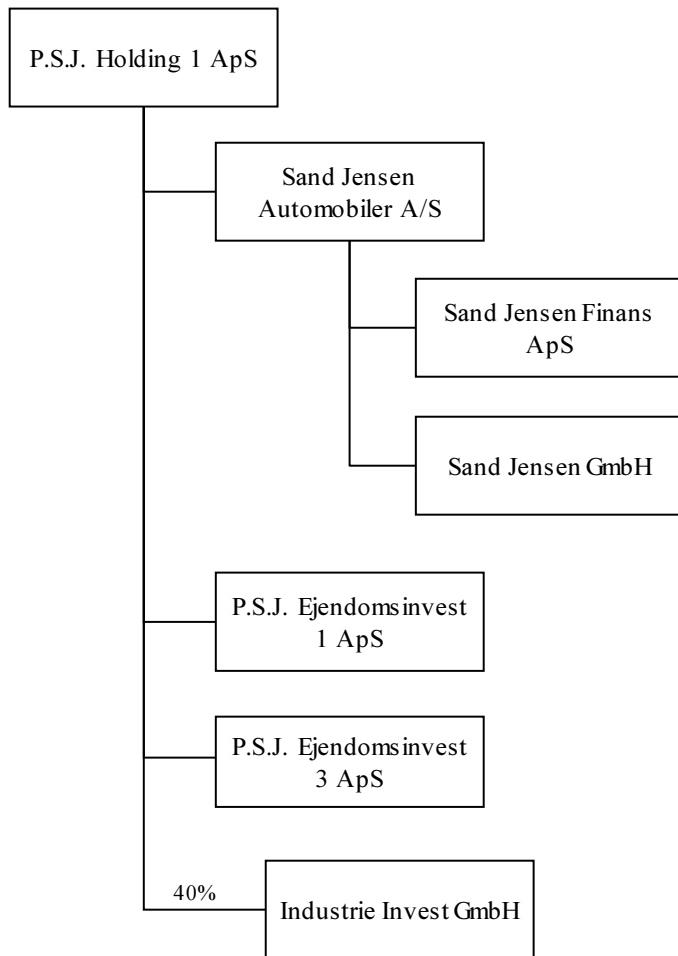 P.S.J. Holding 1 ApS
Sand Jensen
Automobiler A/S
Sand Jensen Finans
ApS
Sand Jensen GmbH
P.S.J. Ejendomsinvest
1 ApS
P.S.J. Ejendomsinvest
3 ApS
40%
Industrie Invest GmbH